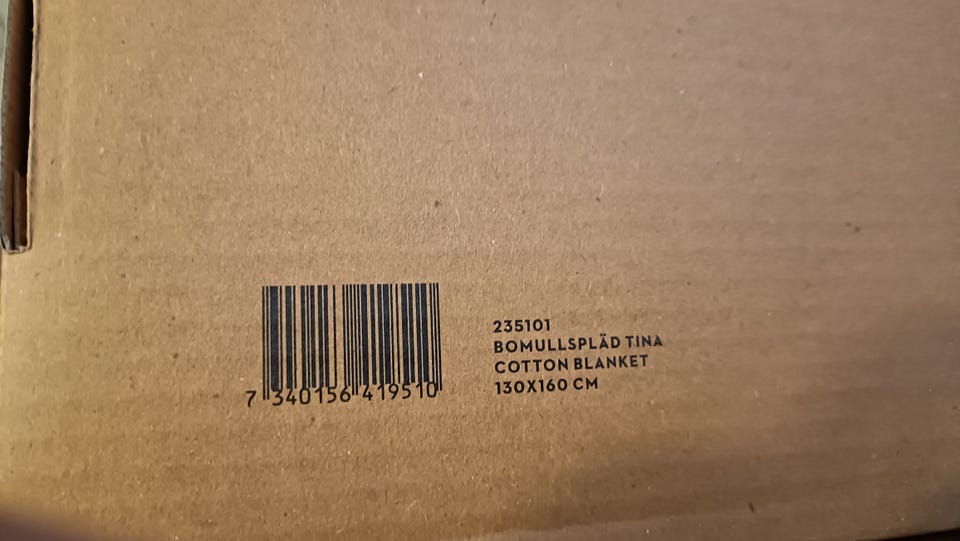 7 340156 419510
235101
BOMULLSPLÄD TINA
COTTON BLANKET
130X160 CM